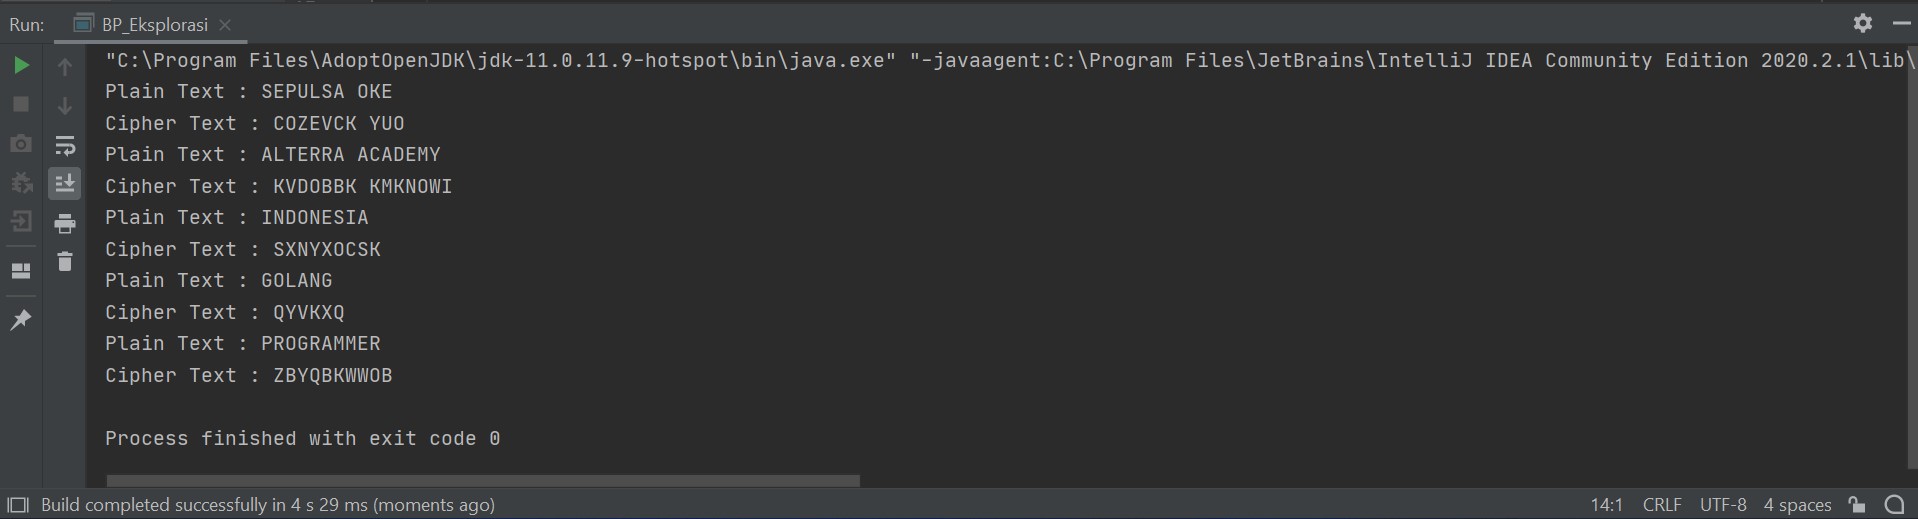 Run: BP_Eksplorasi
"C:\Program Files\AdoptOpenJDK\jdk-11.0.11.9-hotspot\bin\java.exe" "-javaagent:C:\Program Files\JetBrains\IntelliJ IDEA Community Edition 2020.2.1\lib\
Plain Text : SEPULSA OKE
Cipher Text : COZEVCK YUO
Plain Text : ALTERRA ACADEMY
Cipher Text : KVDOBBK KMKNOWI
Plain Text : INDONESIA
Cipher Text : SXNYXOCSK
Plain Text : GOLANG
Cipher Text : QYVKXQ
Plain Text : PROGRAMMER
Cipher Text : ZBYQBKWWOB
Process finished with exit code 0
Build completed successfully in 4 s 29 ms (moments ago) 14:1 CRLF UTF-8 4 spaces